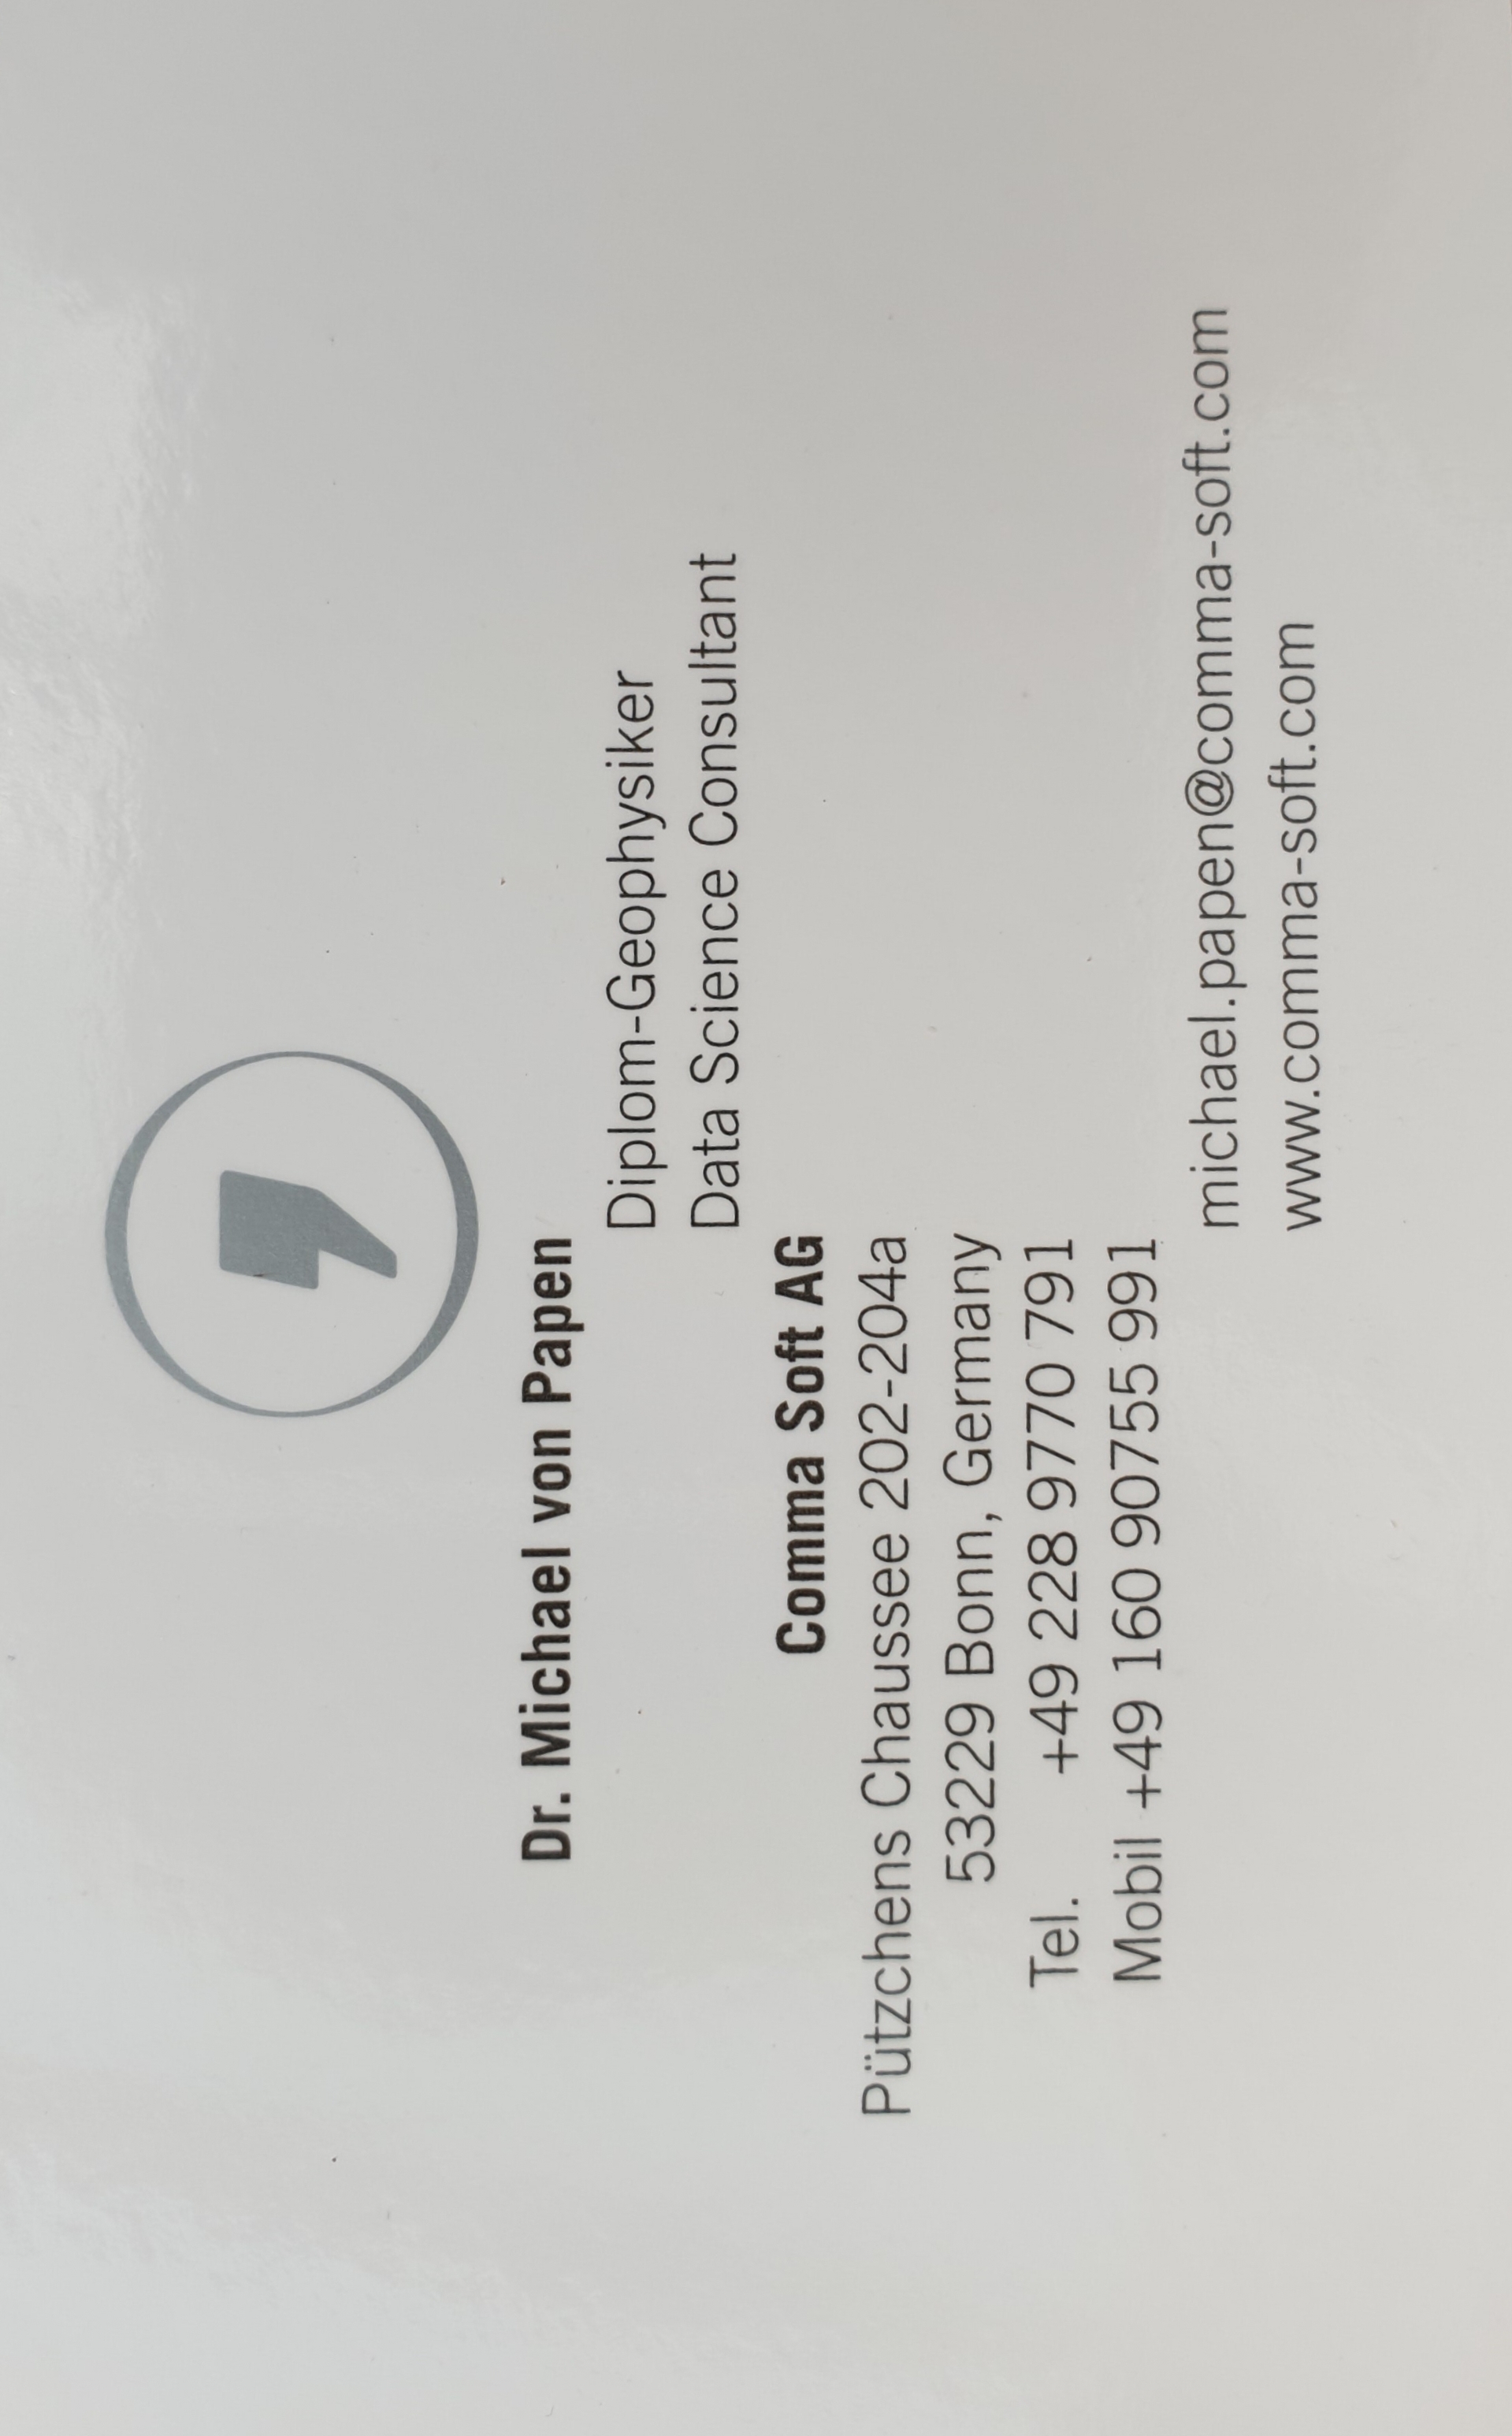 Dr. Michael von Papen
Diplom-Geophysiker
Data Science Consultant
Comma Soft AG
Pützchens Chaussee 202-204a
53229 Bonn, Germany
Tel. +49 228 9770 791
Mobil +49 160 90755 991
michael.papen@comma-soft.com
www.comma-soft.com